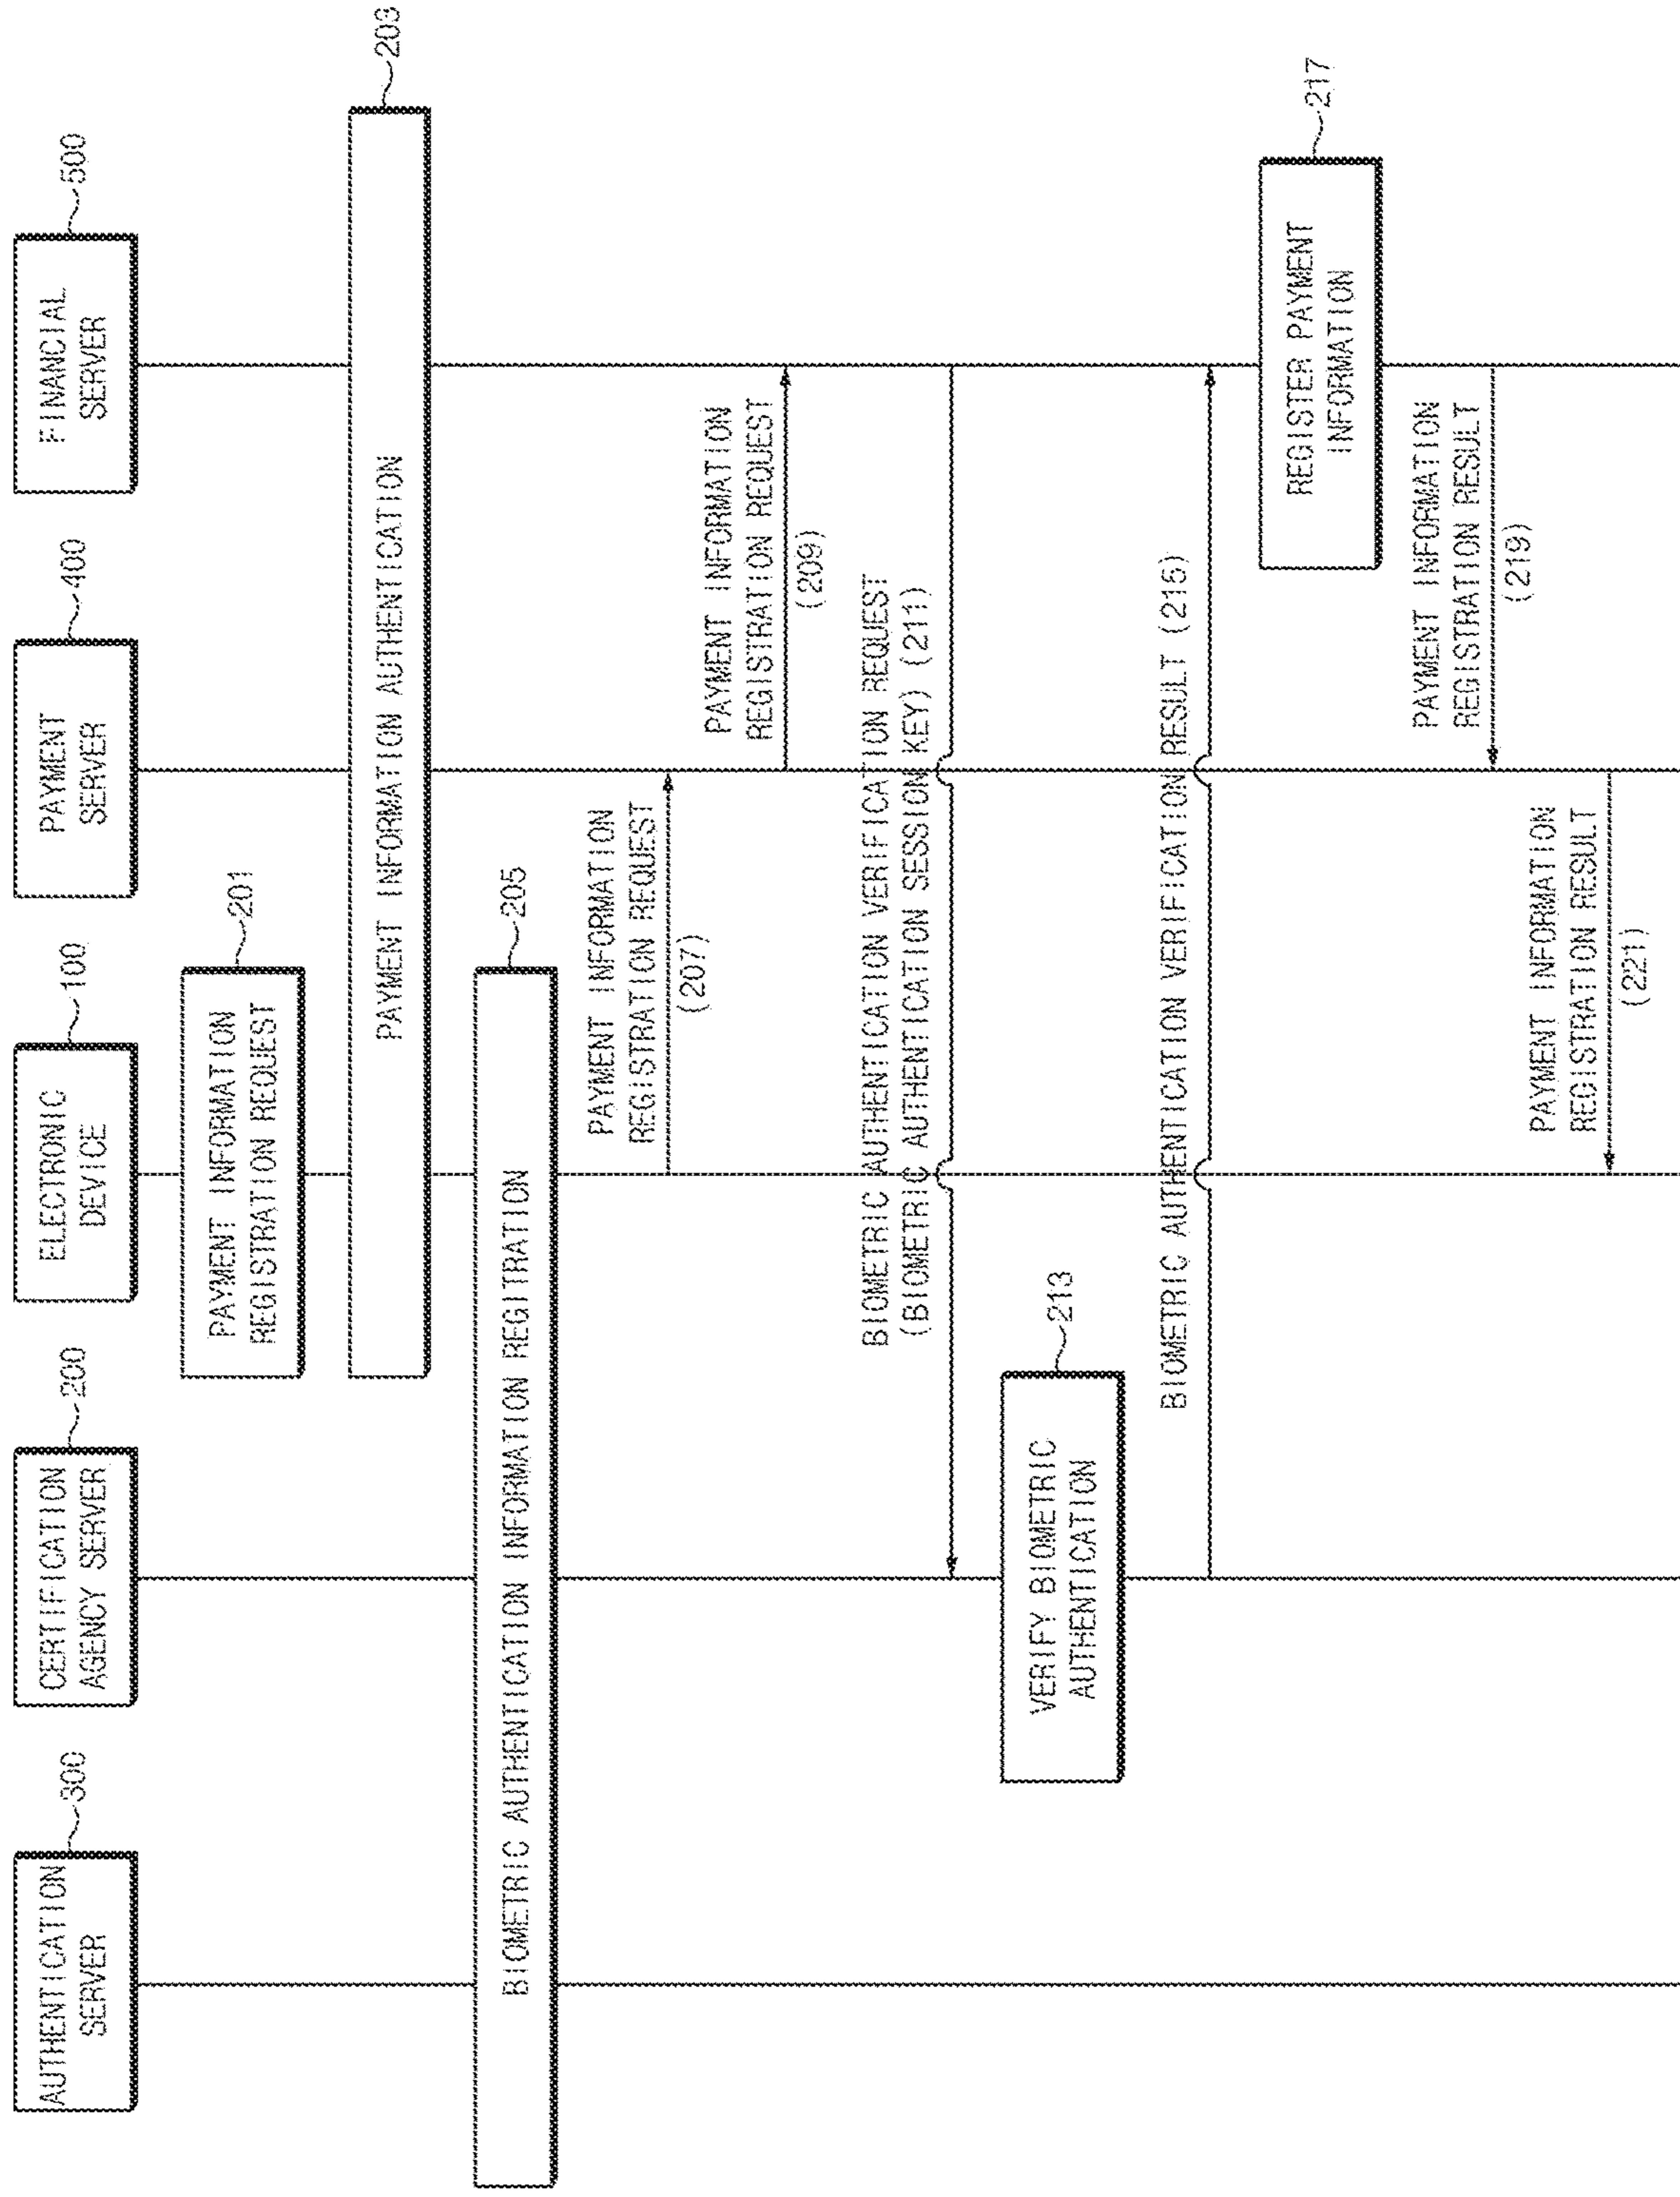 AUTHENTICATION
SERVER
300
CERTIFICATION
AGENCY SERVER
200
ELECTRONIC
DEVICE
100
PAYMENT
SERVER
400
FINANCIAL
SERVER
500
PAYMENT INFORMATION
REGISTRATION REQUEST
201
PAYMENT INFORMATION AUTHENTICATION
203
BIOMETRIC AUTHENTICATION INFORMATION REGITRATION
205
PAYMENT INFORMATION
REGISTRATION REQUEST
(207)
PAYMENT INFORMATION
REGISTRATION REQUEST
(209)
BIOMETRIC AUTHENTICATION VERIFICATION REQUEST
(BIOMETRIC AUTHENTICATION SESSION KEY) (211)
VERIFY BIOMETRIC
AUTHENTICATION
213
BIOMETRIC AUTHENTICATION VERIFICATION RESULT (215)
REGISTER PAYMENT
INFORMATION
217
PAYMENT INFORMATION
REGISTRATION RESULT
(219)
PAYMENT INFORMATION
REGISTRATION RESULT
(221)